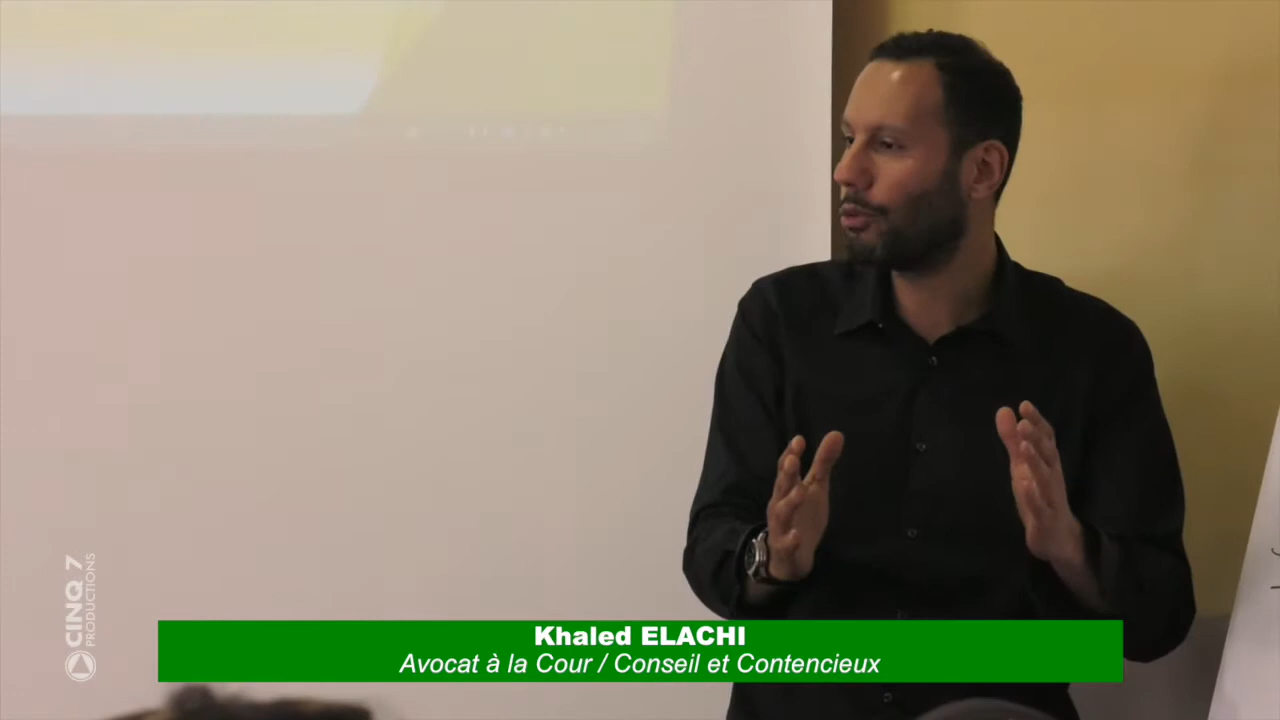 Khaled ELACHI
Avocat à la Cour / Conseil et Contencieux
CINQ 7
PRODUCTIONS